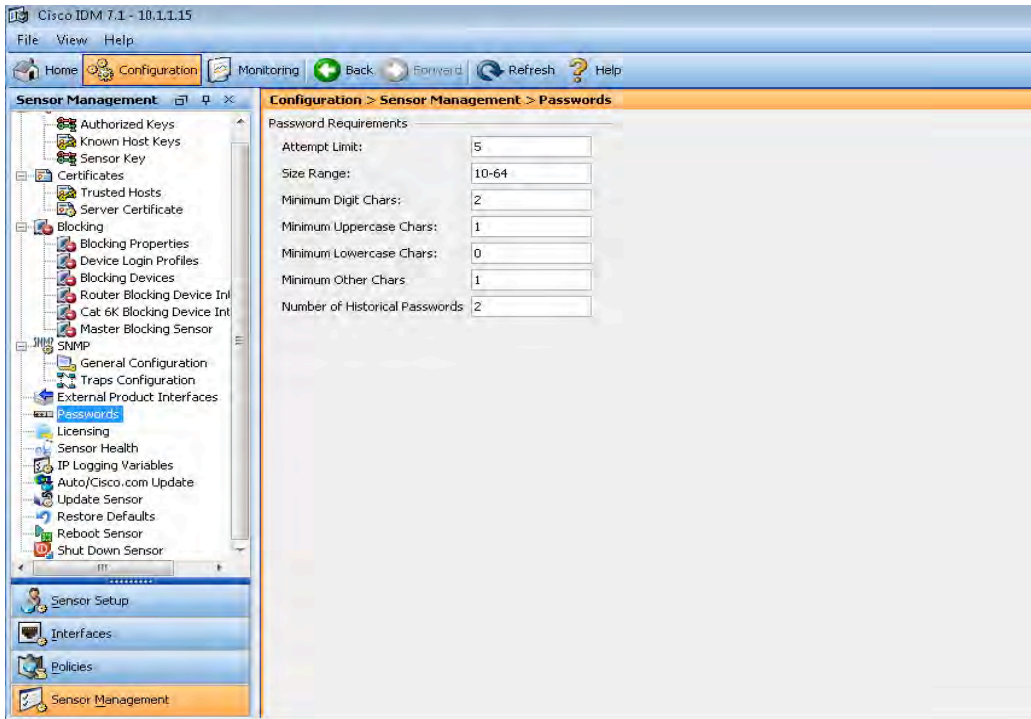 Cisco IDM 7.1 - 10.1.1.15
File View Help
Home Configuration Monitoring Back Forward Refresh Help
Sensor Management
Authorized Keys
Known Host Keys
Sensor Key
Certificates
Trusted Hosts
Server Certificate
Blocking
Blocking Properties
Device Login Profiles
Blocking Devices
Router Blocking Device Int
Cat 6K Blocking Device Int
Master Blocking Sensor
SNMP SNMP
General Configuration
Traps Configuration
External Product Interfaces
Passwords
Licensing
Sensor Health
IP Logging Variables
Auto/Cisco.com Update
Update Sensor
Restore Defaults
Reboot Sensor
Shut Down Sensor
Sensor Setup
Interfaces
Policies
Sensor Management
Configuration > Sensor Management > Passwords
Password Requirements
Attempt Limit: 5
Size Range: 10-64
Minimum Digit Chars: 2
Minimum Uppercase Chars: 1
Minimum Lowercase Chars: 0
Minimum Other Chars 1
Number of Historical Passwords 2